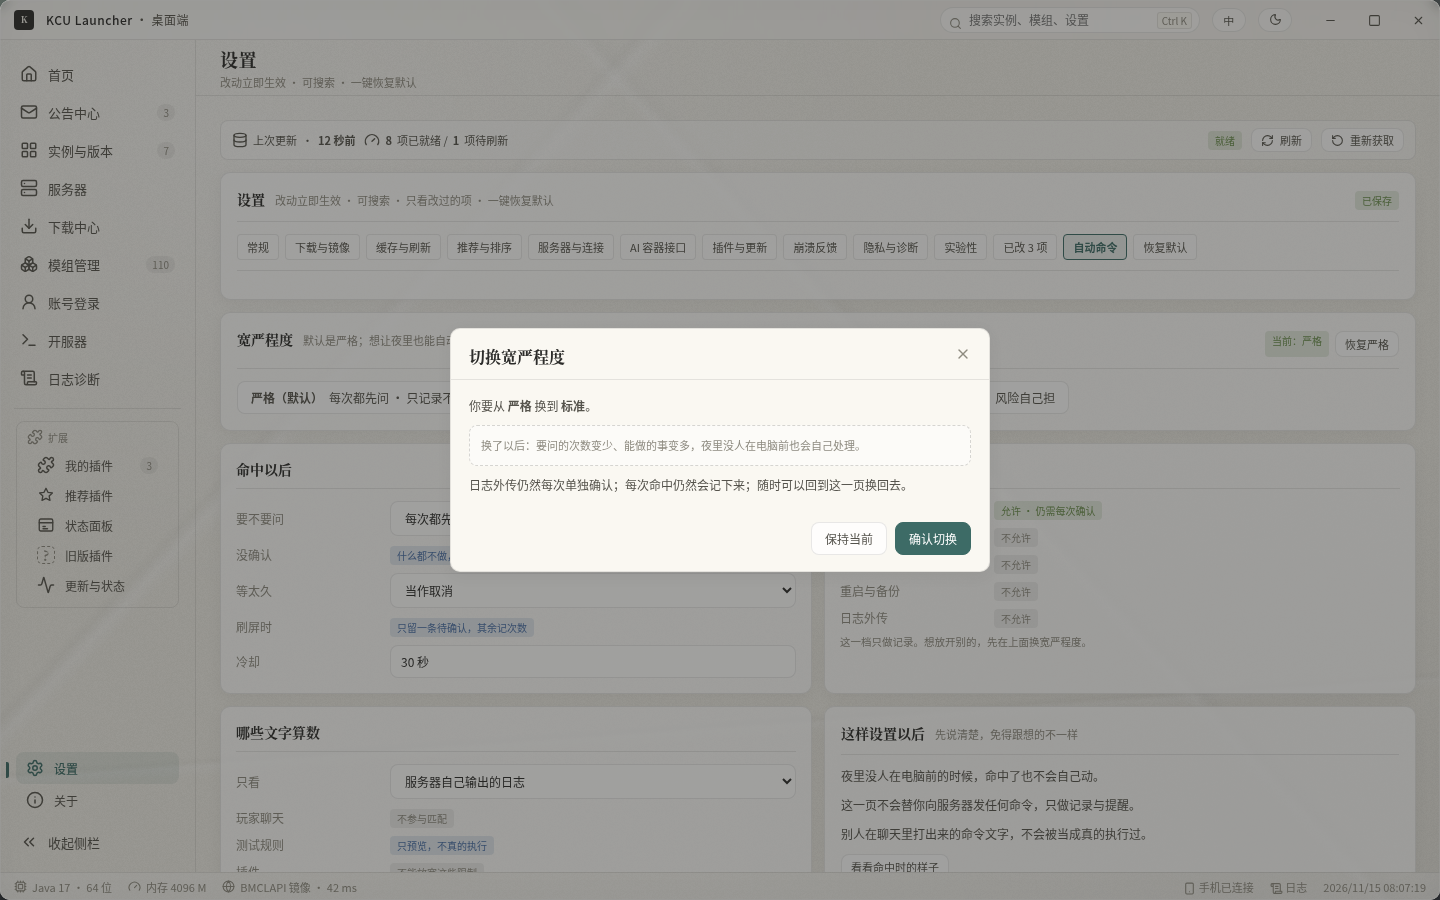 K KCU Launcher · 桌面端
搜索实例、模组、设置 Ctrl K 中
首页
公告中心 3
实例与版本 7
服务器
下载中心
模组管理 110
账号登录
开服器
日志诊断
扩展
我的插件 3
推荐插件
状态面板
旧版插件
更新与状态
设置
关于
收起侧栏
设置
改动立即生效 · 可搜索 · 一键恢复默认
上次更新 · 12 秒前 8 项已就绪 / 1 项待刷新 就绪 刷新 重新获取
设置 改动立即生效 · 可搜索 · 只看改过的项 · 一键恢复默认 已保存
常规 下载与镜像 缓存与刷新 推荐与排序 服务器与连接 AI 容器接口 插件与更新 崩溃反馈 隐私与诊断 实验性 已改 3 项 自动命令 恢复默认
宽严程度 默认是严格；想让夜里也能自动 当前：严格 恢复严格
严格（默认） 每次都先问 · 只记录不 风险自己担
切换宽严程度
你要从 严格 换到 标准。
换了以后：要问的次数变少、能做的事变多，夜里没人在电脑前也会自己处理。
日志外传仍然每次单独确认；每次命中仍然会记下来；随时可以回到这一页换回去。
保持当前 确认切换
命中以后
要不要问 每次都先
没确认 什么都不做，
等太久 当作取消
刷屏时 只留一条待确认，其余记次数
冷却 30 秒
允许 · 仍需每次确认
不允许
不允许
重启与备份 不允许
日志外传 不允许
这一档只做记录。想放开别的，先在上面换宽严程度。
哪些文字算数
只看 服务器自己输出的日志
玩家聊天 不参与匹配
测试规则 只预览，不真的执行
这样设置以后 先说清楚，免得跟想的不一样
夜里没人在电脑前的时候，命中了也不会自己动。
这一页不会替你向服务器发任何命令，只做记录与提醒。
别人在聊天里打出来的命令文字，不会被当成真的执行过。
看看命中时的样子
Java 17 · 64 位 内存 4096 M BMCLAPI 镜像 · 42 ms 手机已连接 日志 2026/11/15 08:07:19